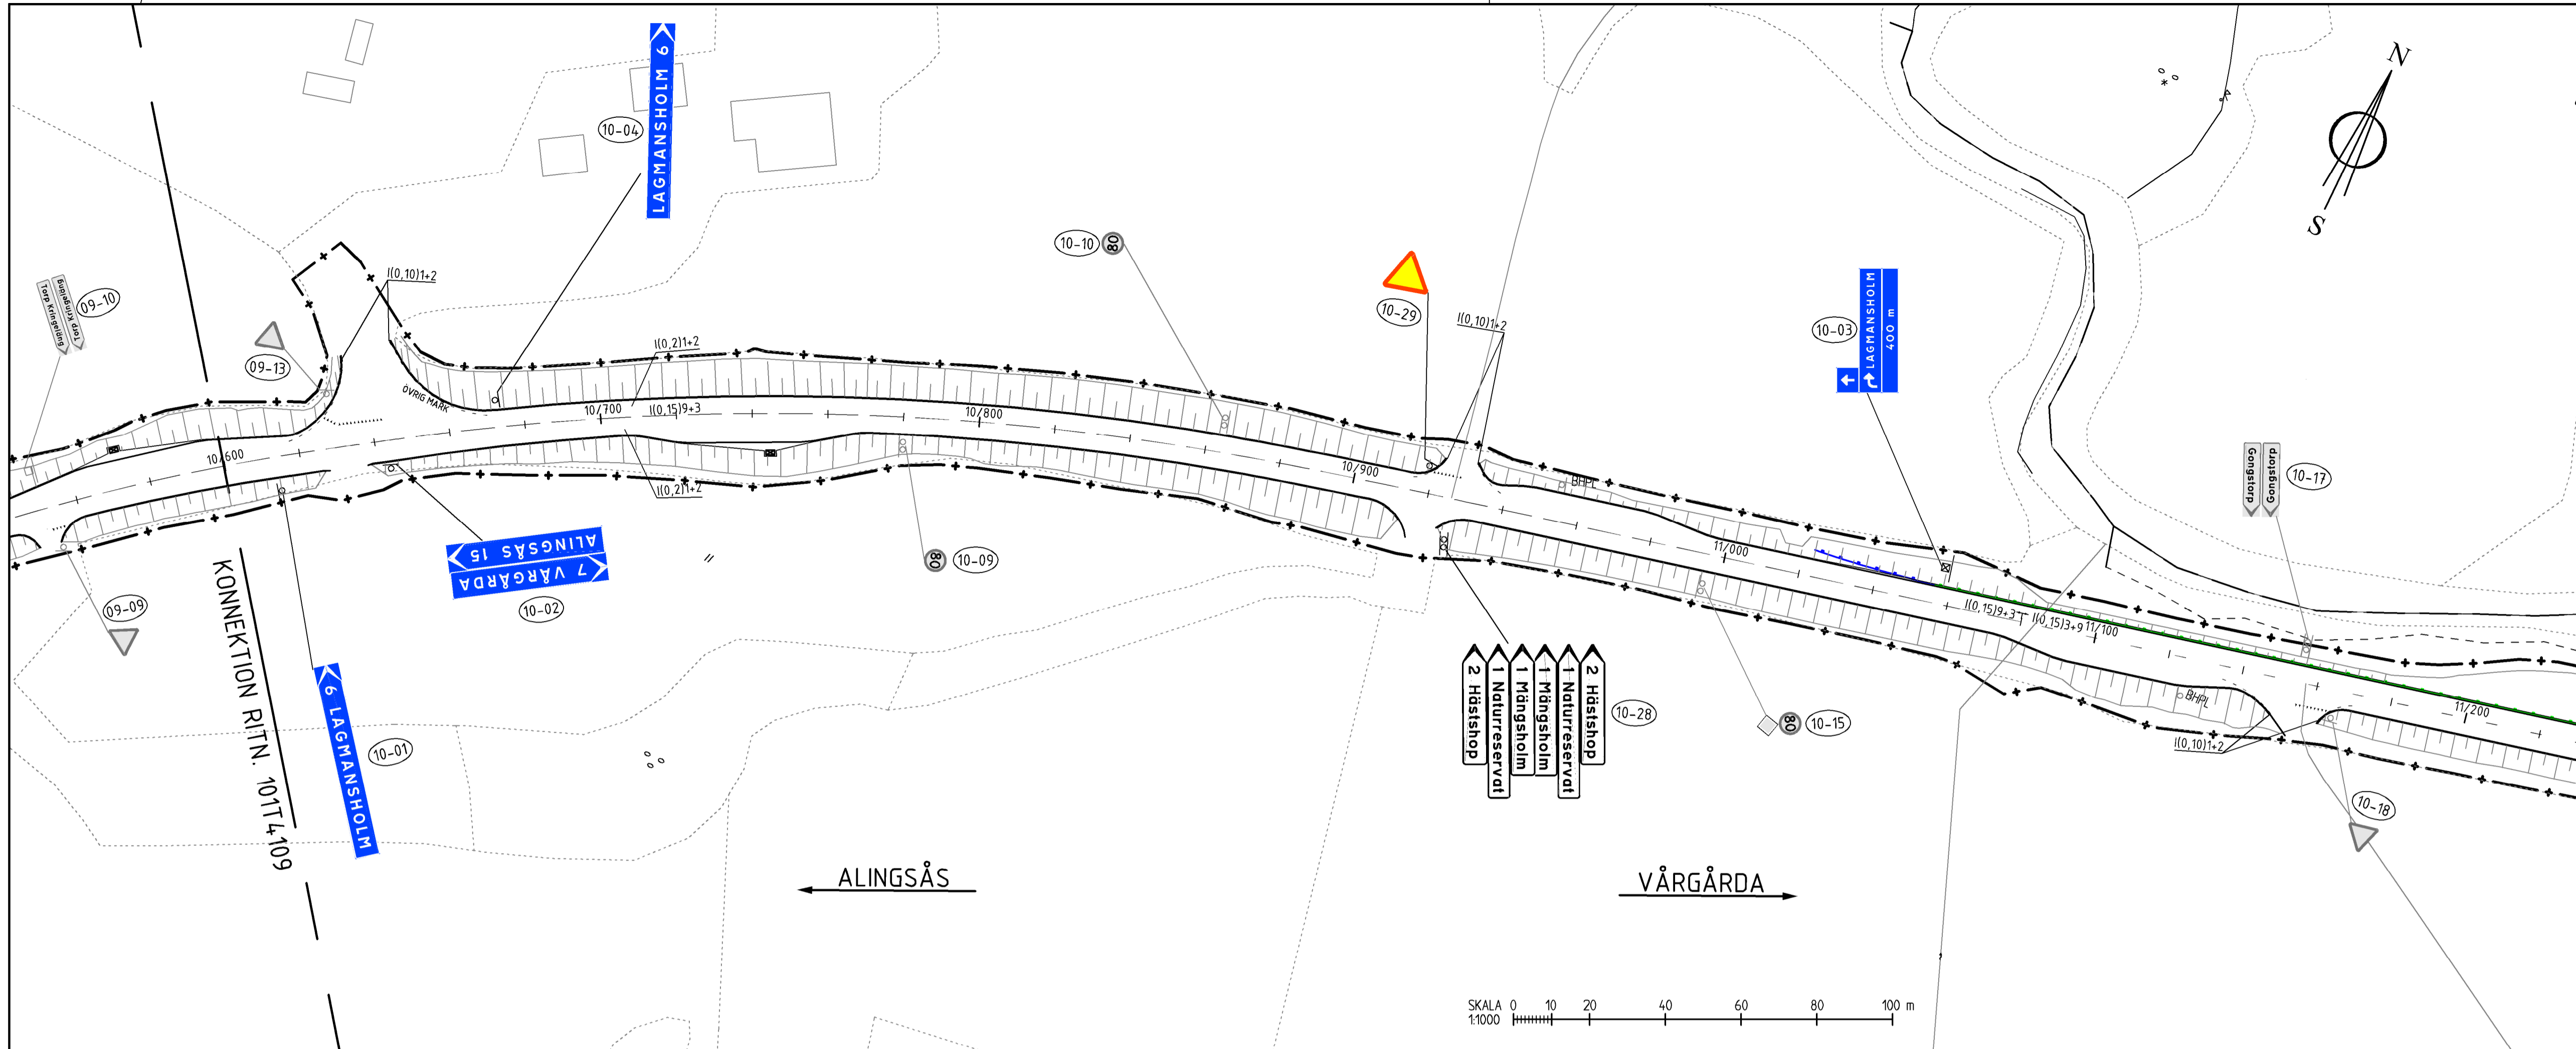 LAGMANSHOLM 6
10-04
N
S
Torp Kringelgäng
Torp Kringelgäng
09-10
09-13
I(0,10)1+2
ÖVRIG MARK
I(0,2)1+2
10/700
I(0,15)9+3
10/800
10-10
80
10-29
I(0,10)1+2
10-03
LAGMANSHOLM
400 m
10/600
I(0,2)1+2
10/900
BHPL
11/000
Gongstorp
Gongstorp
10-17
ALINGSÅS 15
7 VÅRGÅRDA
10-02
80
10-09
09-09
KONNEKTION RITN. 101T4109
6 LAGMANSHOLM
10-01
I(0,15)9+3
I(0,15)3+9
11/100
2 Hästshop
1 Naturreservat
1 Mängsholm
1 Mängsholm
1 Naturreservat
2 Hästshop
10-28
80
10-15
BHPL
11/200
I(0,10)1+2
10-18
ALINGSÅS
VÅRGÅRDA
SKALA 0 10 20 40 60 80 100 m
1:1000